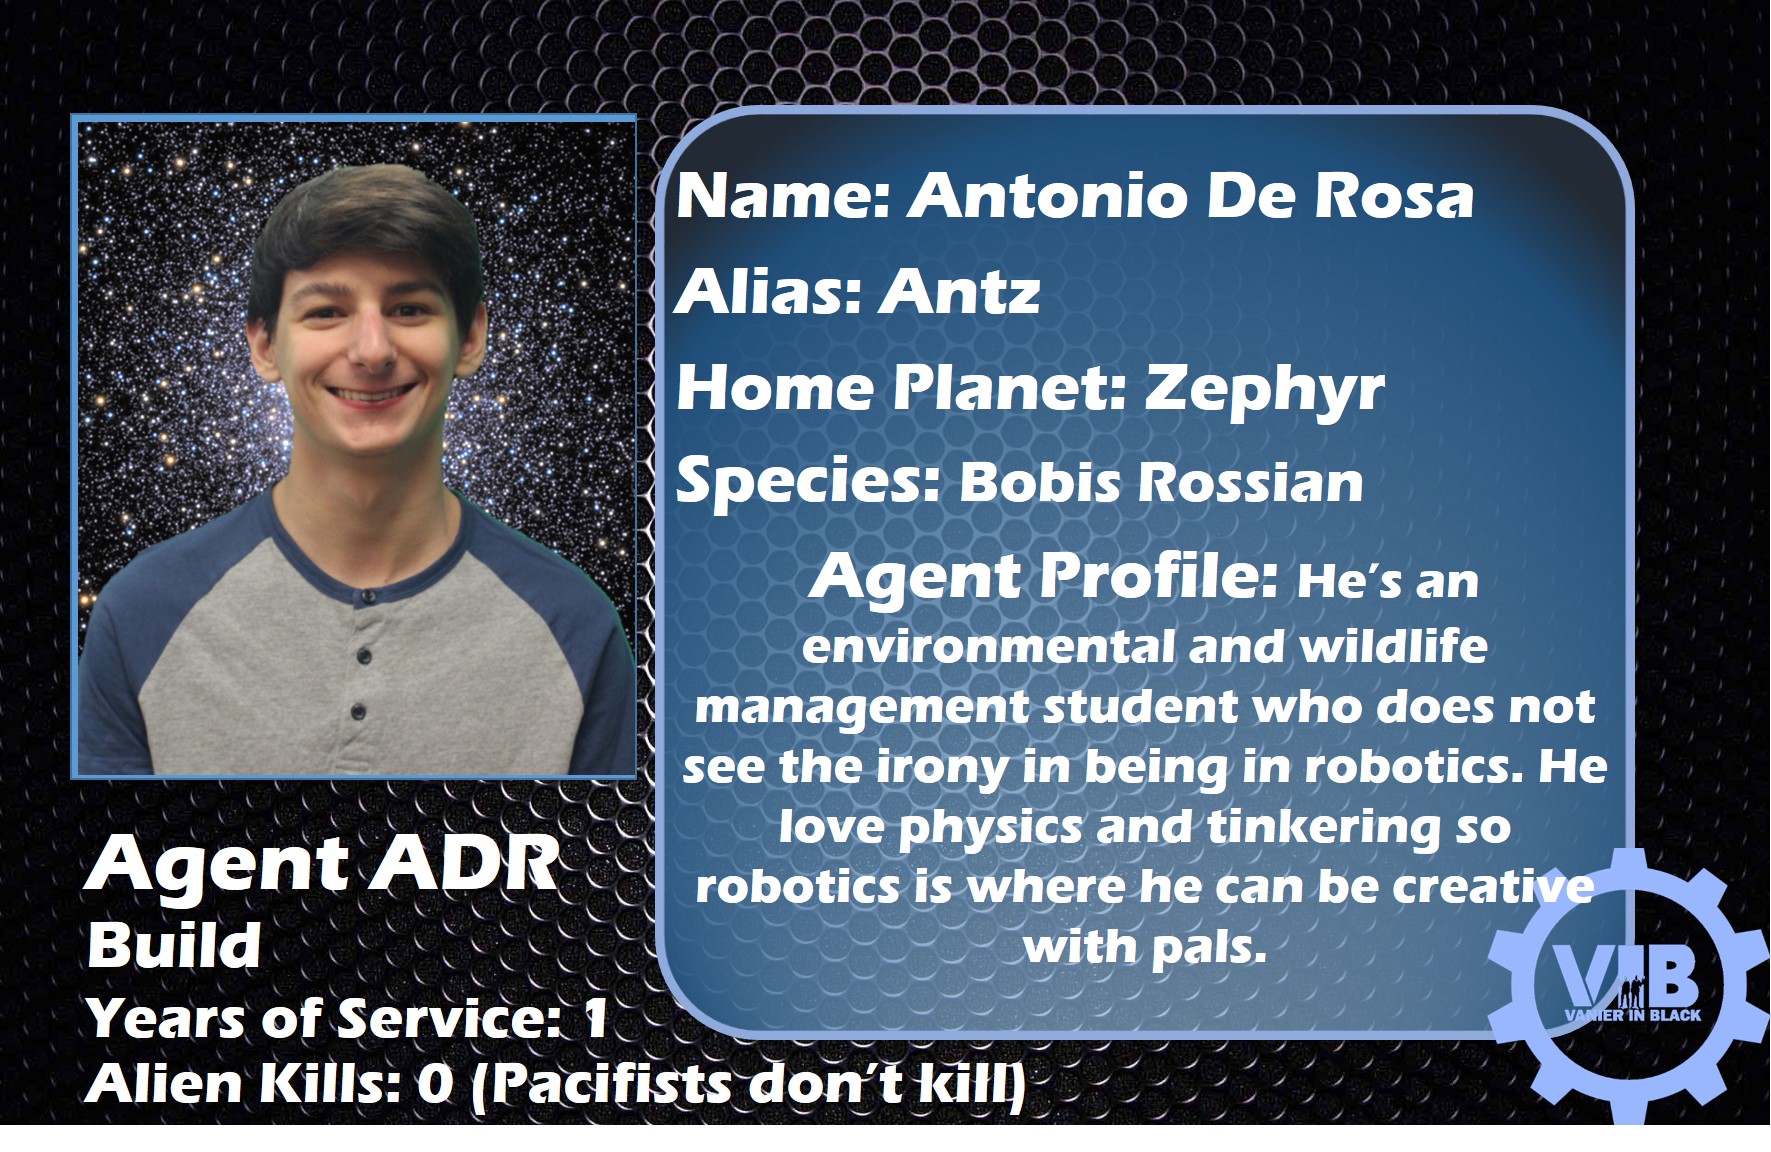 Name: Antonio De Rosa
Alias: Antz
Home Planet: Zephyr
Species: Bobis Rossian
Agent Profile: He’s an
environmental and wildlife
management student who does not
see the irony in being in robotics. He
love physics and tinkering so
robotics is where he can be creative
with pals.
Agent ADR
Build
Years of Service: 1
Alien Kills: 0 (Pacifists don’t kill)
VIB
VANIER IN BLACK